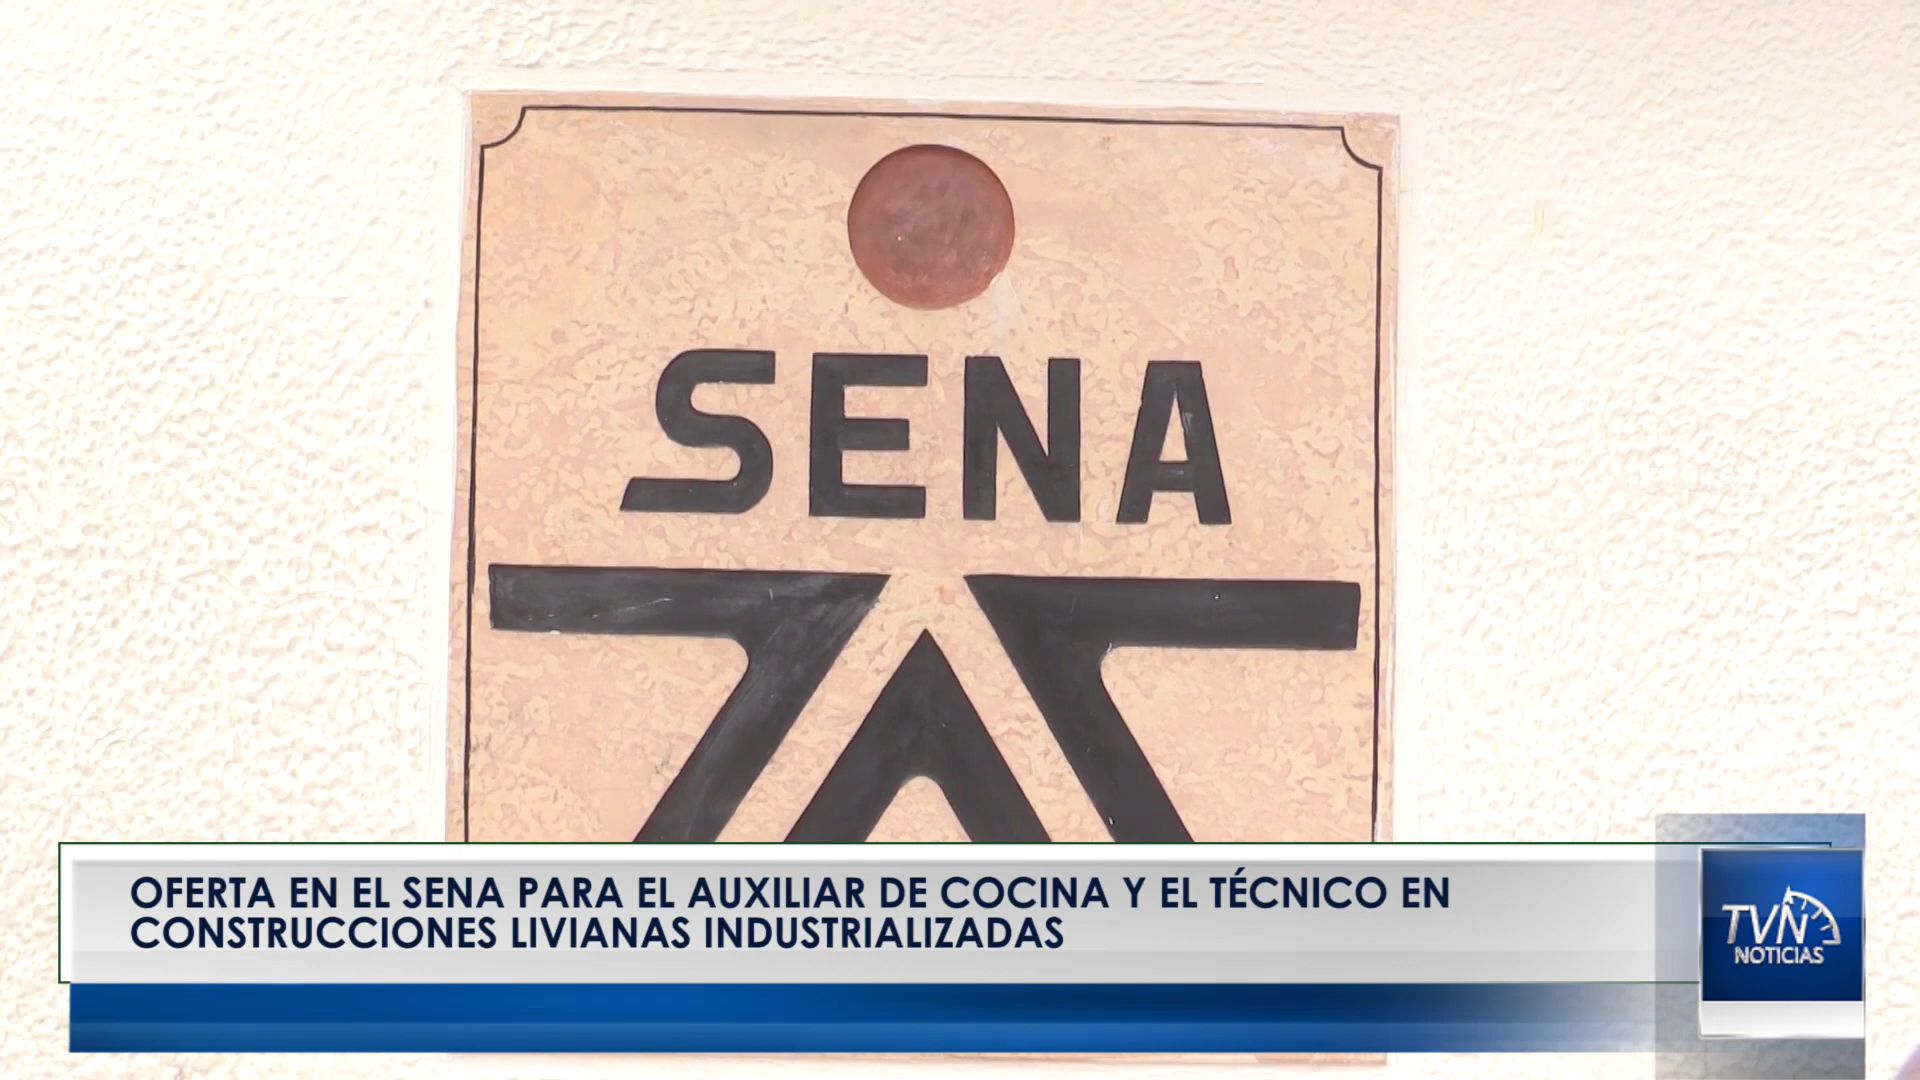 SENA
OFERTA EN EL SENA PARA EL AUXILIAR DE COCINA Y EL TÉCNICO EN
CONSTRUCCIONES LIVIANAS INDUSTRIALIZADAS
TVN
NOTICIAS